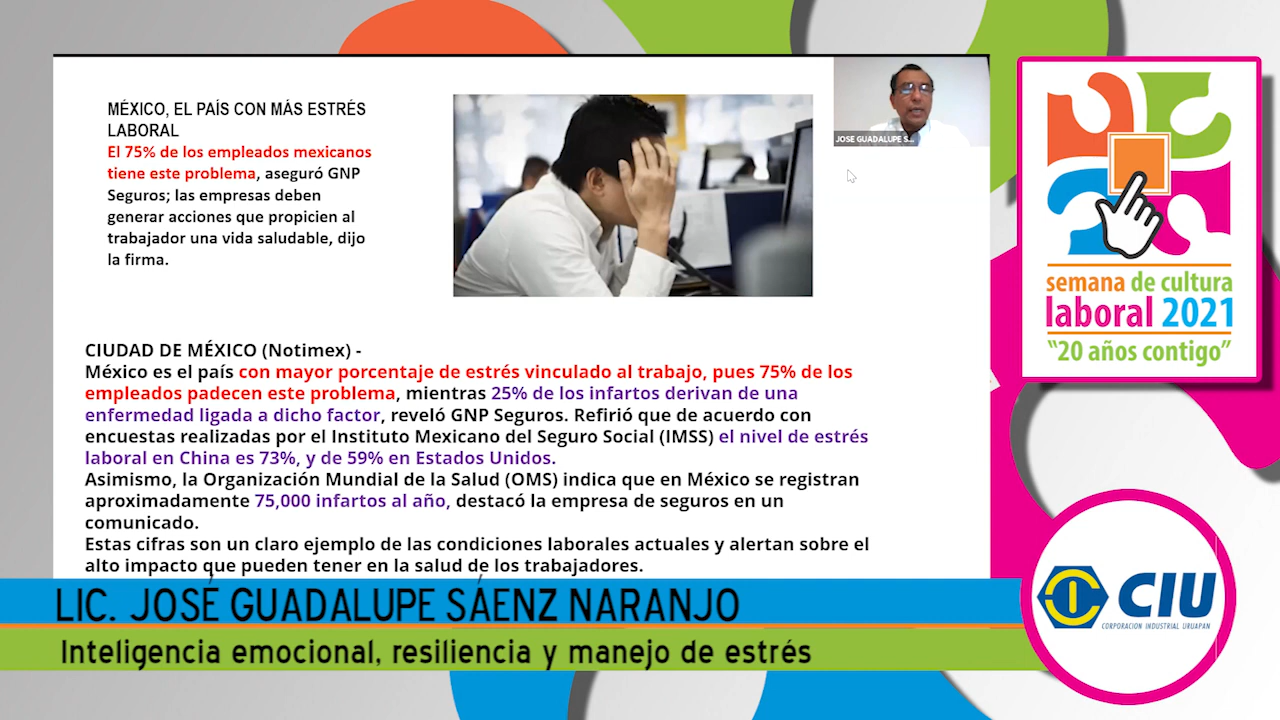 MÉXICO, EL PAÍS CON MÁS ESTRÉS
LABORAL
El 75% de los empleados mexicanos
tiene este problema, aseguró GNP
Seguros; las empresas deben
generar acciones que propicien al
trabajador una vida saludable, dijo
la firma.
JOSE GUADALUPE S...
CIUDAD DE MÉXICO (Notimex) -
México es el país con mayor porcentaje de estrés vinculado al trabajo, pues 75% de los
empleados padecen este problema, mientras 25% de los infartos derivan de una
enfermedad ligada a dicho factor, reveló GNP Seguros. Refirió que de acuerdo con
encuestas realizadas por el Instituto Mexicano del Seguro Social (IMSS) el nivel de estrés
laboral en China es 73%, y de 59% en Estados Unidos.
Asimismo, la Organización Mundial de la Salud (OMS) indica que en México se registran
aproximadamente 75,000 infartos al año, destacó la empresa de seguros en un
comunicado.
Estas cifras son un claro ejemplo de las condiciones laborales actuales y alertan sobre el
alto impacto que pueden tener en la salud de los trabajadores.
LIC. JOSÉ GUADALUPE SÁENZ NARANJO
Inteligencia emocional, resiliencia y manejo de estrés
semana de cultura
laboral 2021
"20 años contigo"
CIU
CORPORACION INDUSTRIAL URUAPAN